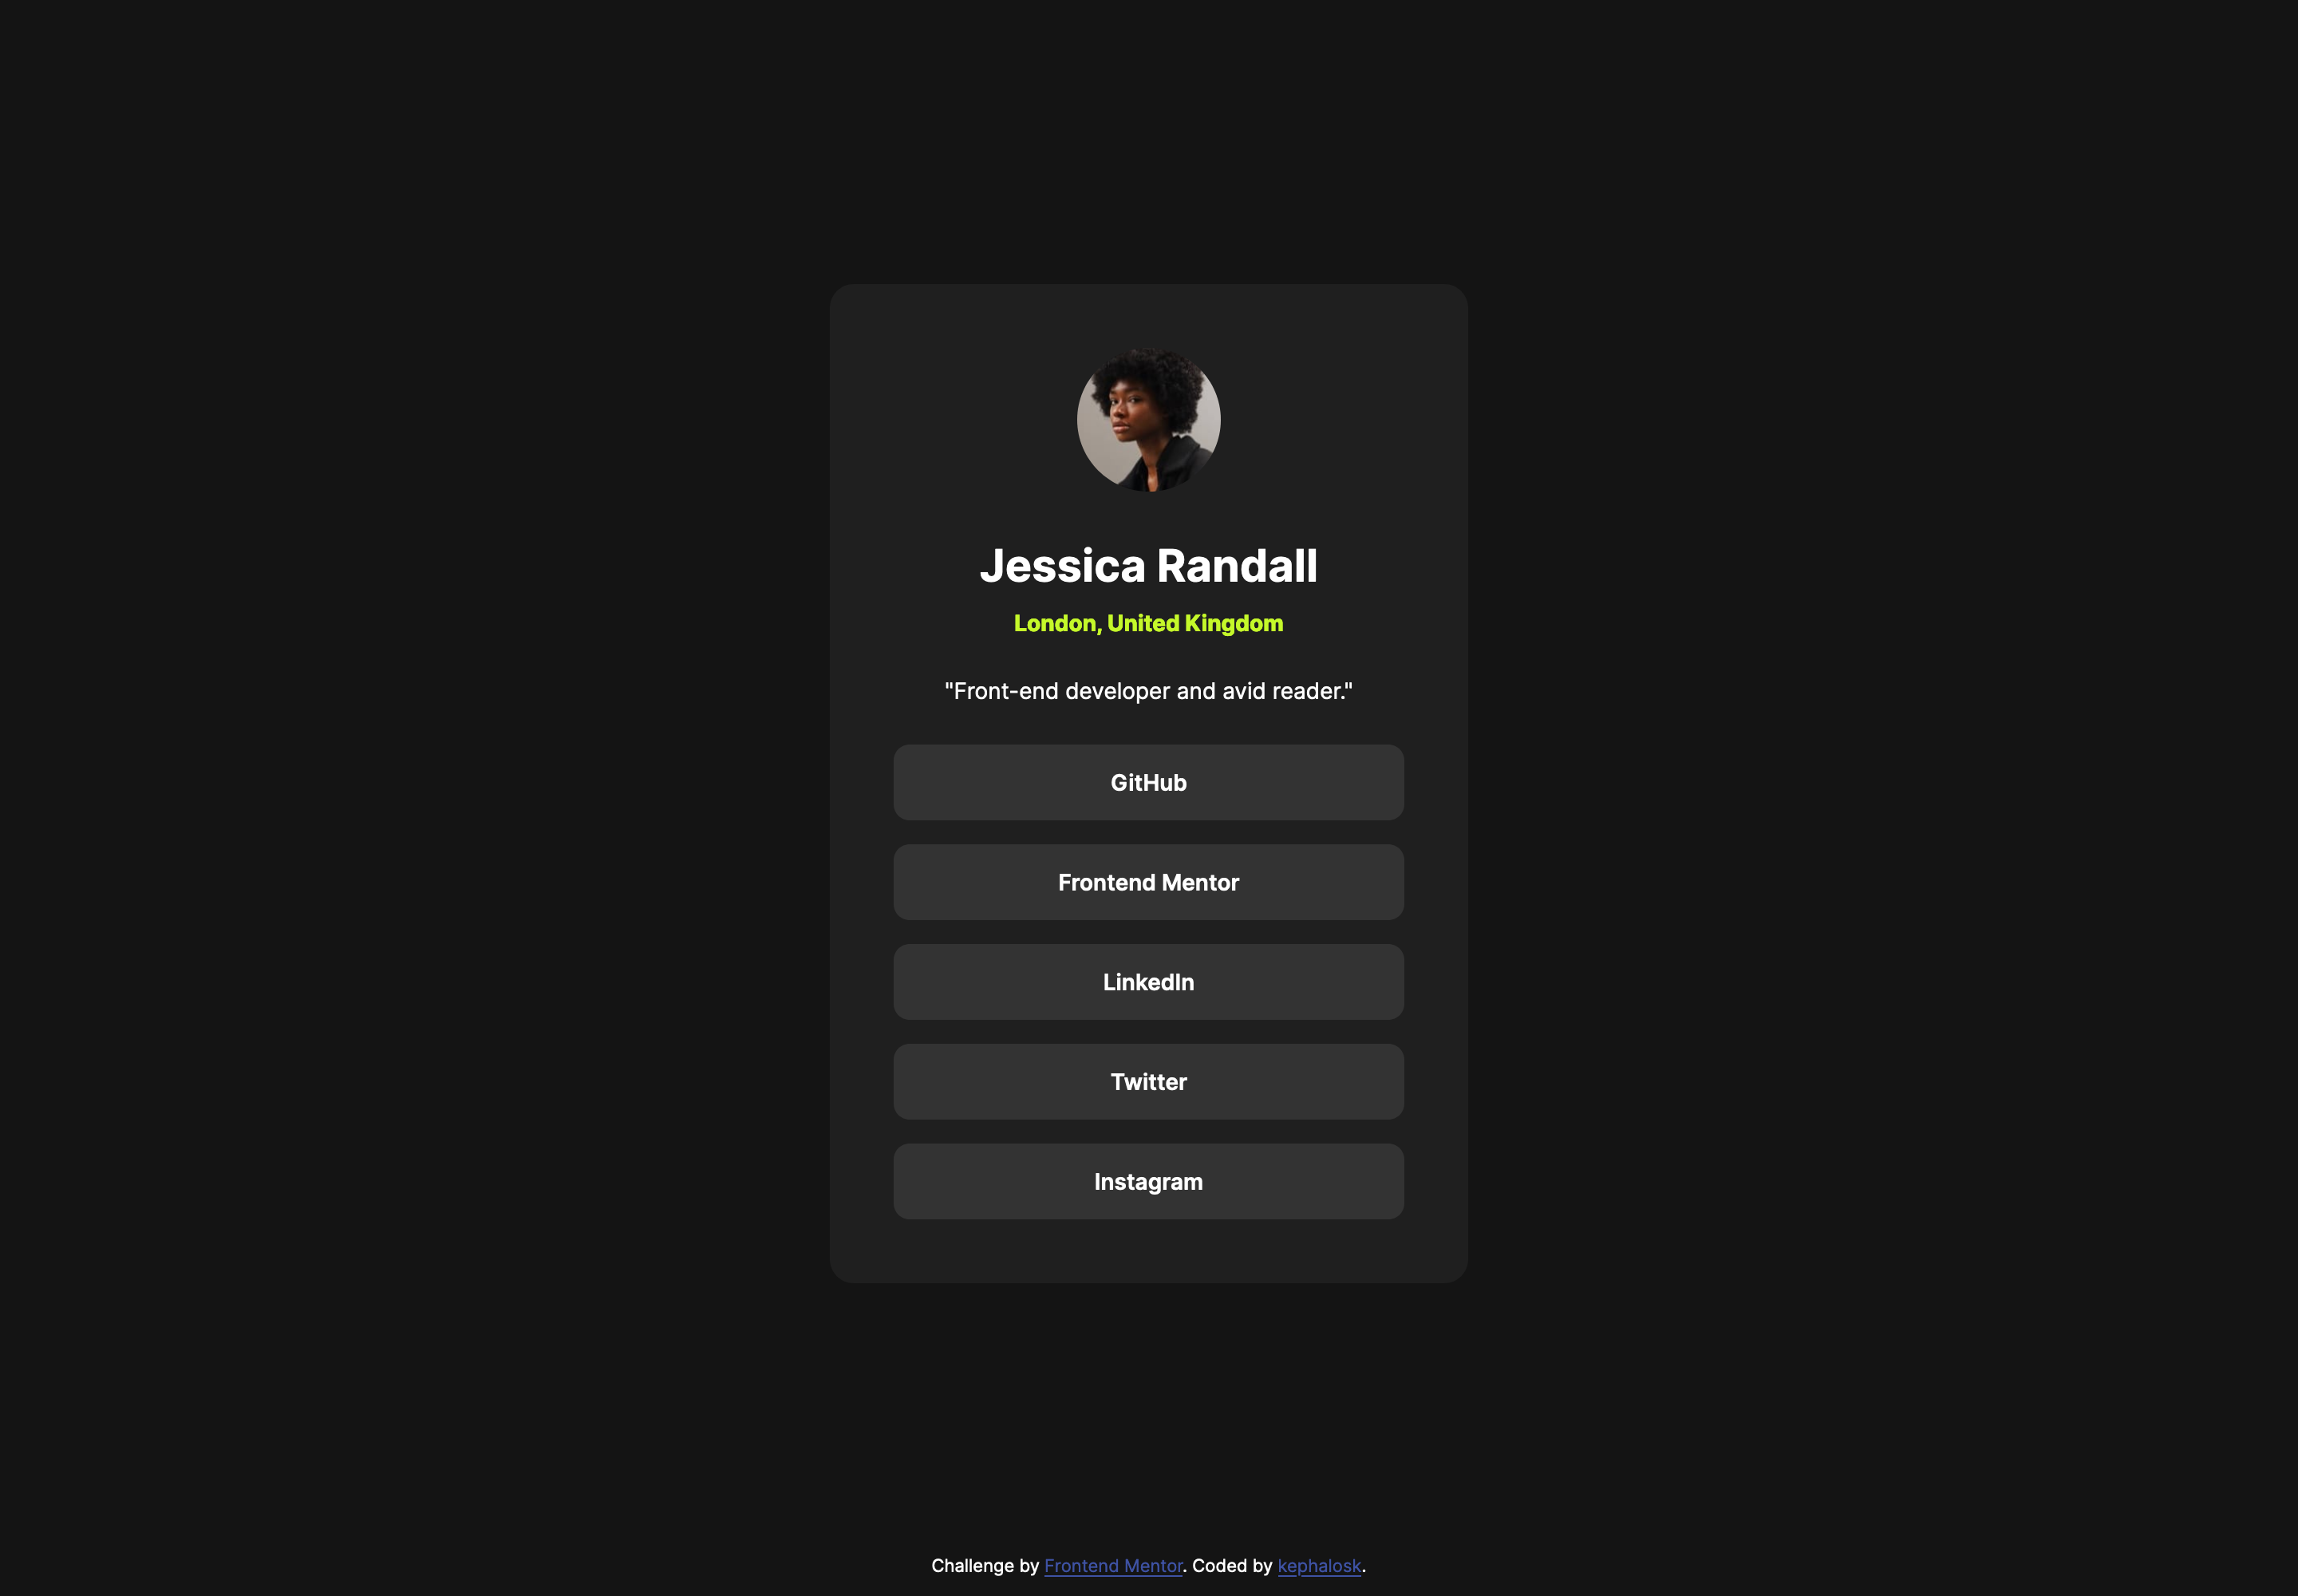 Jessica Randall
London, United Kingdom
"Front-end developer and avid reader."
GitHub
Frontend Mentor
LinkedIn
Twitter
Instagram
Challenge by Frontend Mentor. Coded by kephalosk.